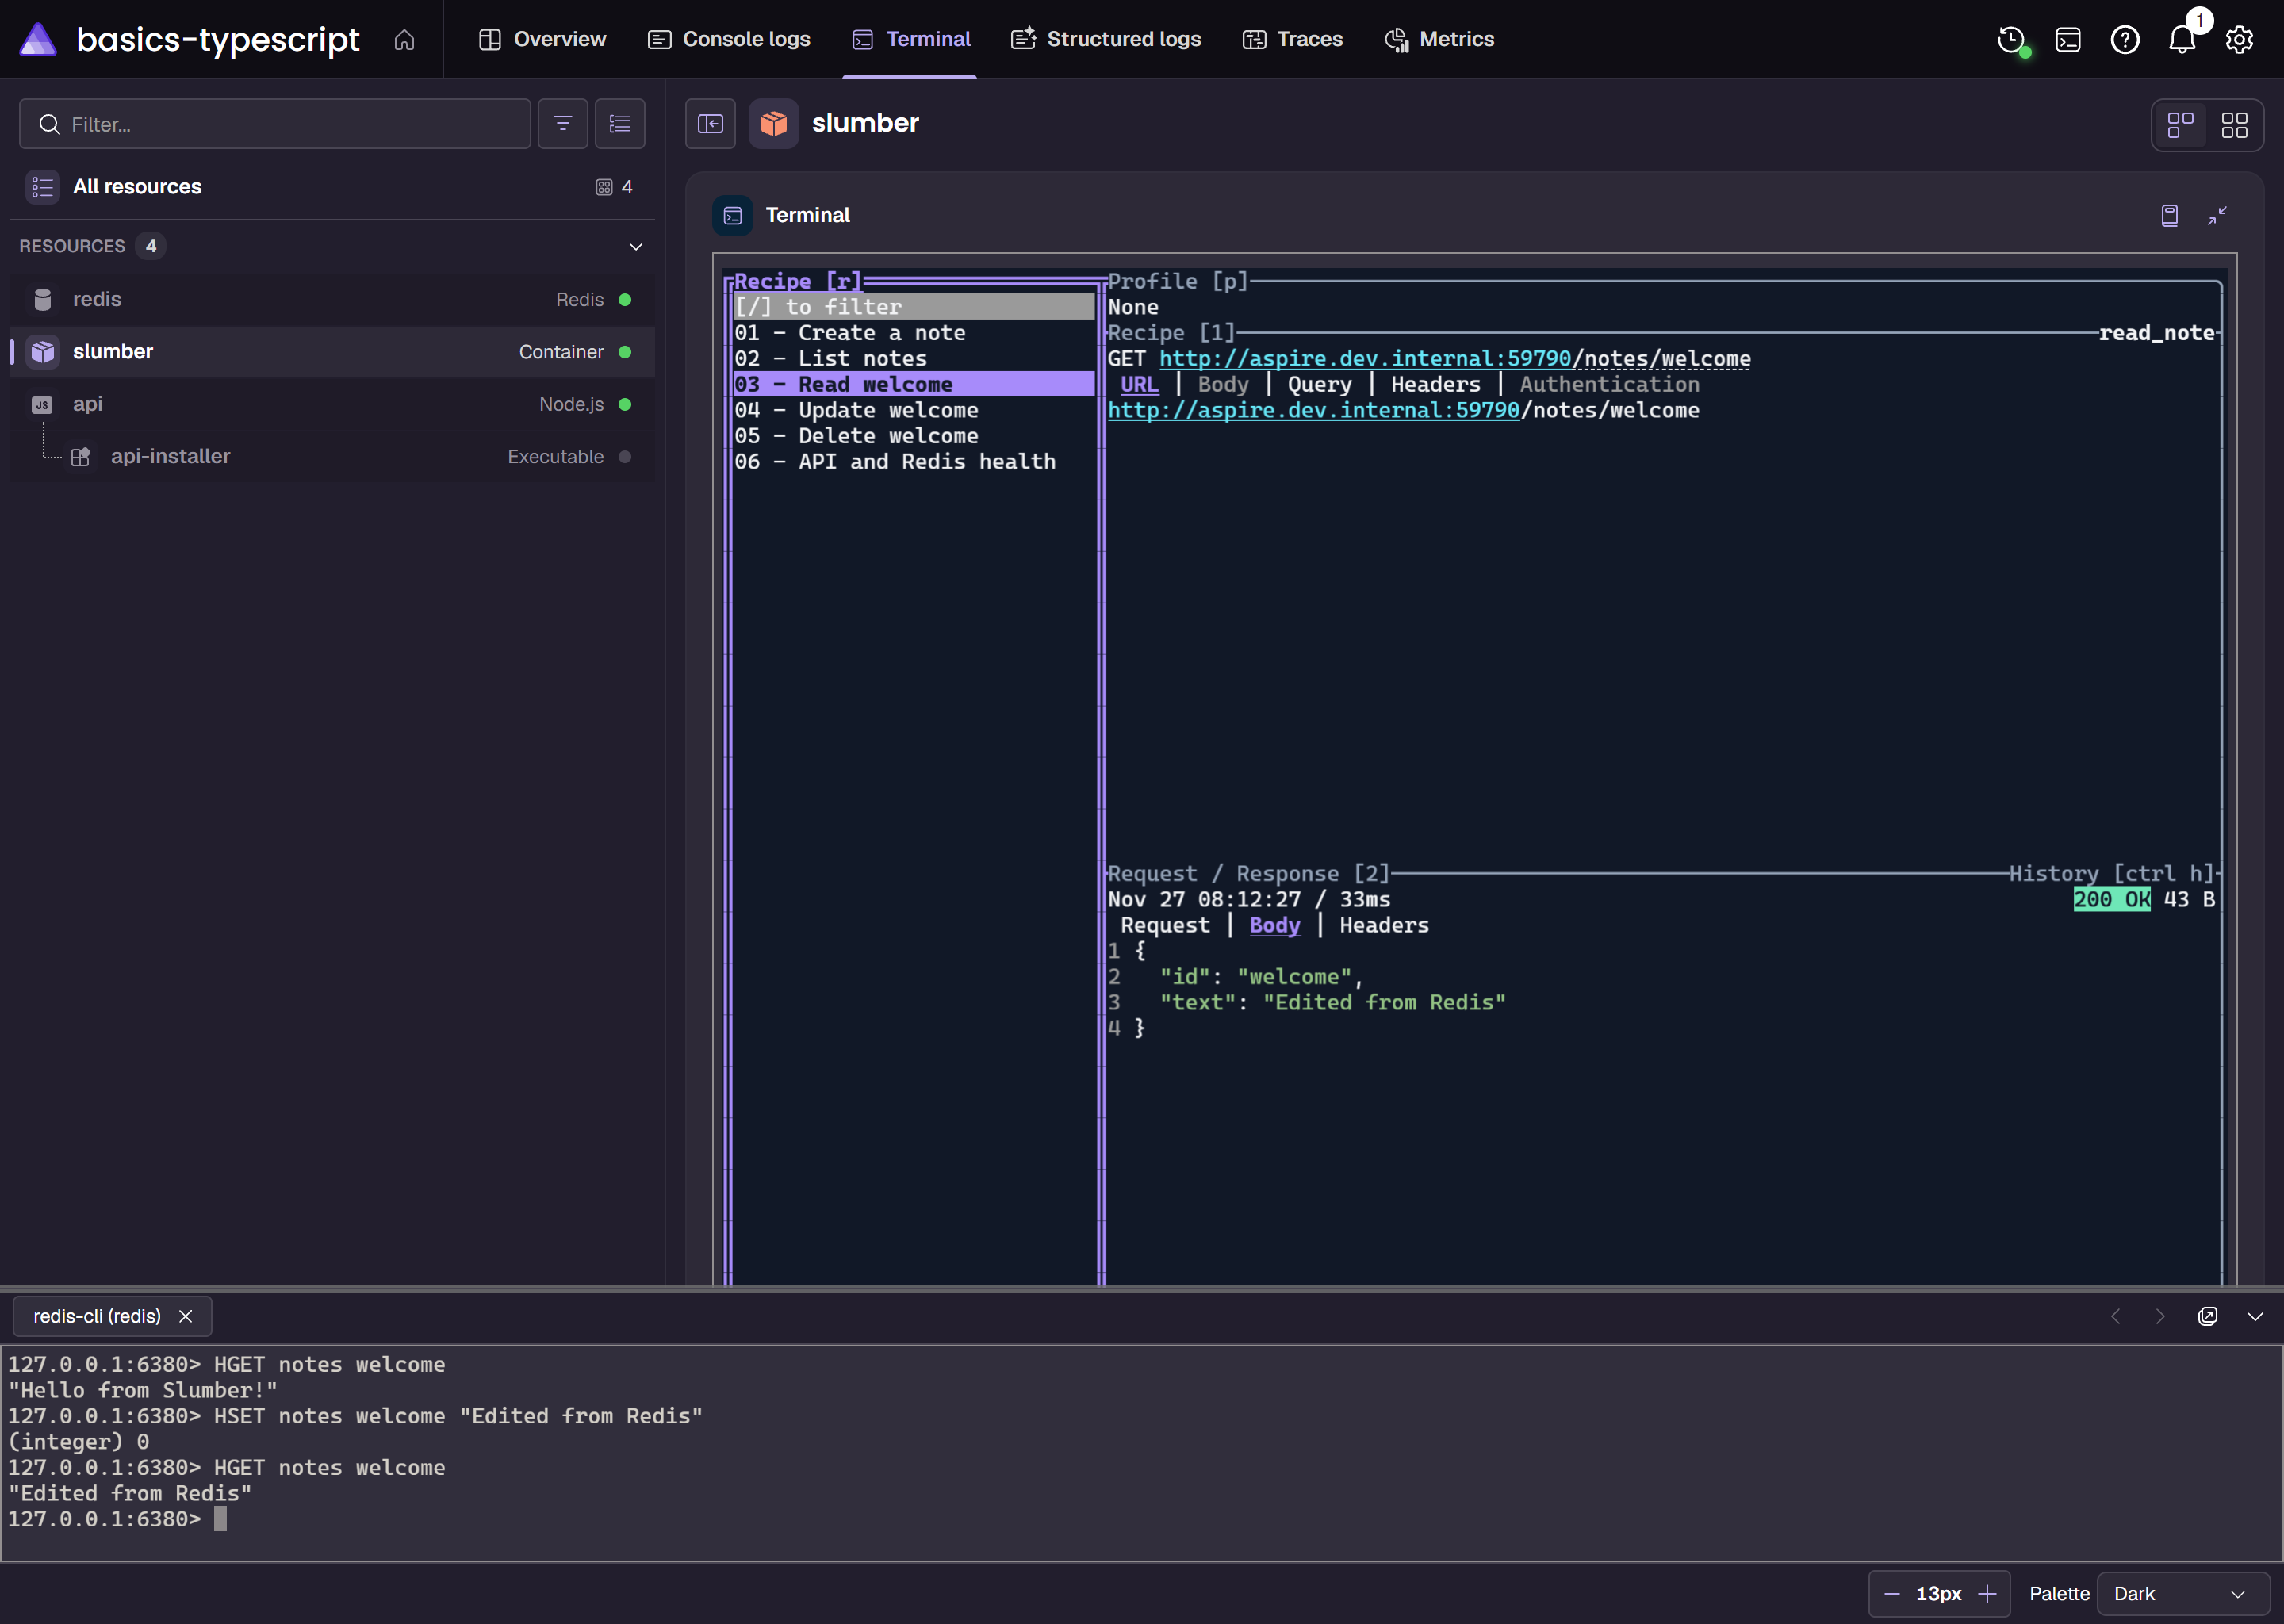 basics-typescript
Overview
Console logs
Terminal
Structured logs
Traces
Metrics
1
Filter...
All resources
4
RESOURCES 4
redis Redis
slumber Container
JS api Node.js
api-installer Executable
slumber
Terminal
Recipe [r]
[/] to filter
01 - Create a note
02 - List notes
03 - Read welcome
04 - Update welcome
05 - Delete welcome
06 - API and Redis health
Profile [p]
None
Recipe [1] read_note
GET http://aspire.dev.internal:59790/notes/welcome
URL | Body | Query | Headers | Authentication
http://aspire.dev.internal:59790/notes/welcome
Request / Response [2] History [ctrl h]
Nov 27 08:12:27 / 33ms 200 OK 43 B
Request | Body | Headers
1 {
2   "id": "welcome",
3   "text": "Edited from Redis"
4 }
redis-cli (redis)
127.0.0.1:6380> HGET notes welcome
"Hello from Slumber!"
127.0.0.1:6380> HSET notes welcome "Edited from Redis"
(integer) 0
127.0.0.1:6380> HGET notes welcome
"Edited from Redis"
127.0.0.1:6380>
13px
Palette
Dark